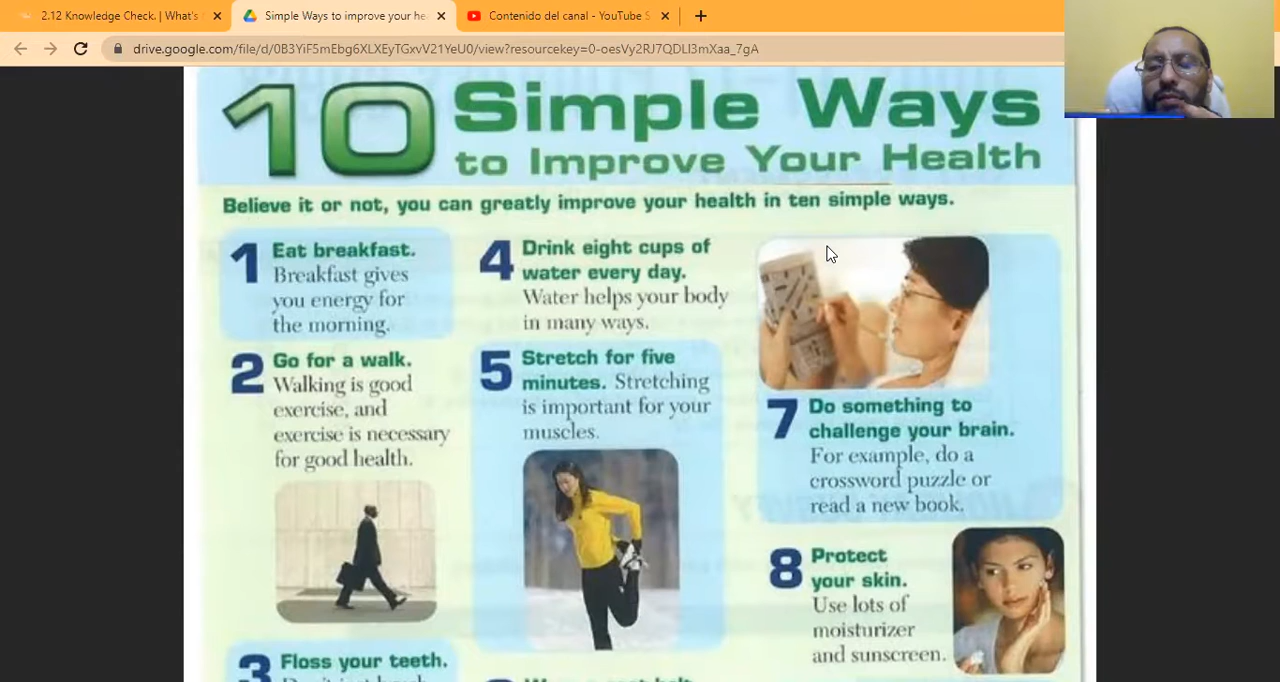 2.12 Knowledge Check. | What's
Simple Ways to improve your he
Contenido del canal - YouTube S
drive.google.com/file/d/0B3YiF5mEbg6XLXEyTGxvV21YeU0/view?resourcekey=0-oesVy2RJ7QDLI3mXaa_7gA
10 Simple Ways
to Improve Your Health
Believe it or not, you can greatly improve your health in ten simple ways.
1 Eat breakfast.
Breakfast gives
you energy for
the morning.
2 Go for a walk.
Walking is good
exercise, and
exercise is necessary
for good health.
3 Floss your teeth.
4 Drink eight cups of
water every day.
Water helps your body
in many ways.
5 Stretch for five
minutes. Stretching
is important for your
muscles.
7 Do something to
challenge your brain.
For example, do a
crossword puzzle or
read a new book.
8 Protect
your skin.
Use lots of
moisturizer
and sunscreen.